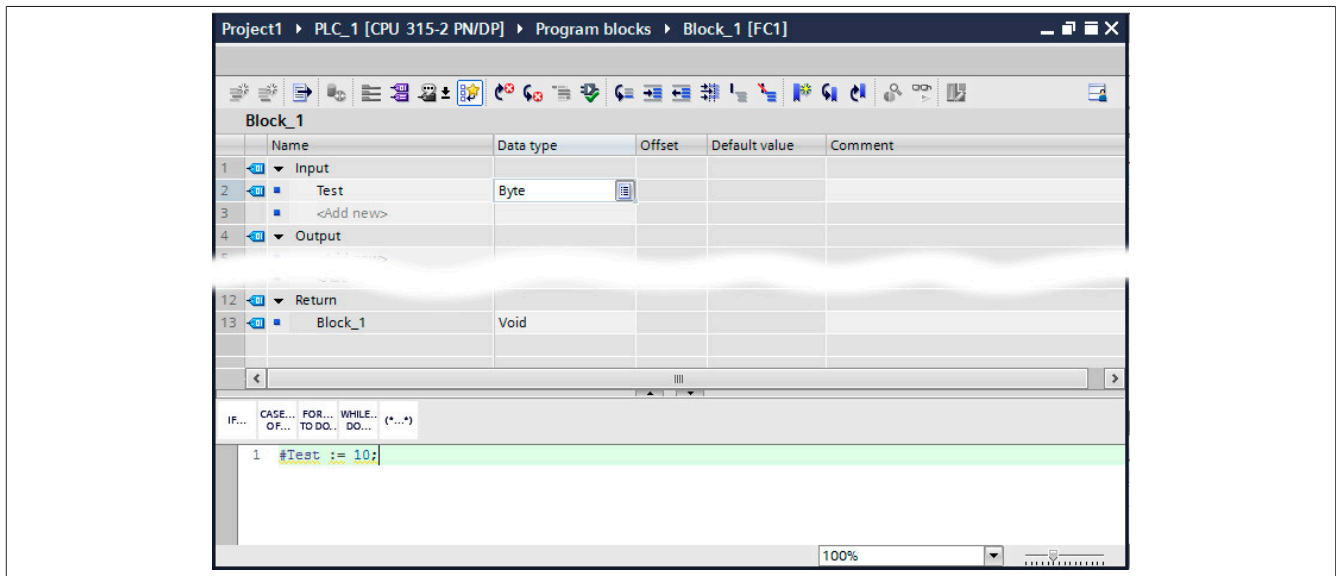 Project1 ▸ PLC_1 [CPU 315-2 PN/DP] ▸ Program blocks ▸ Block_1 [FC1]
Block_1
Name Data type Offset Default value Comment
1 Input
2 Test Byte
3 <Add new>
4 Output
12 Return
13 Block_1 Void
IF... CASE... FOR... WHILE.. (*...*)
OF... TO DO.. DO...
1 #Test := 10;
100%